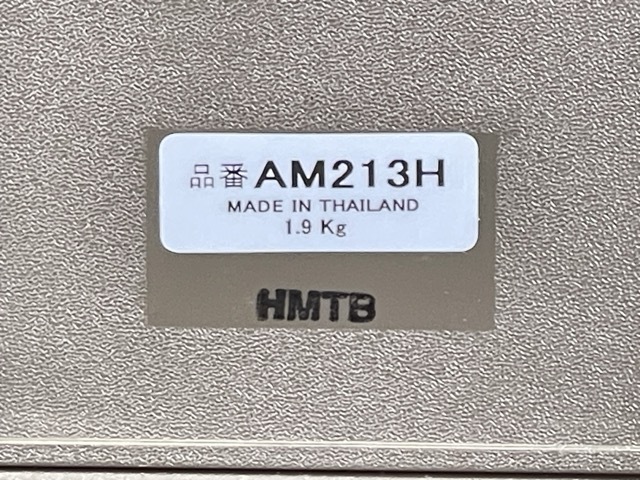 品番 AM213H
MADE IN THAILAND
1.9 Kg
HMTB